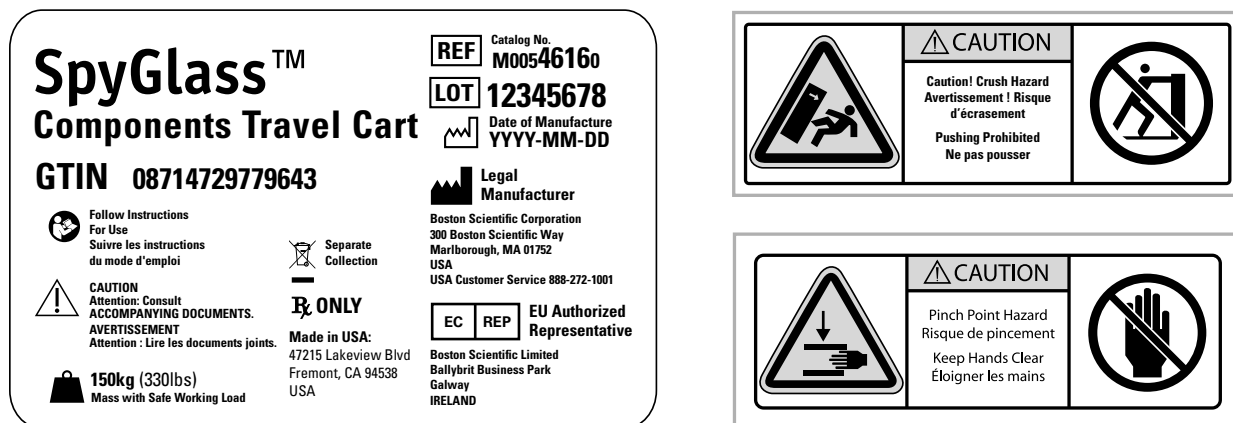 SpyGlass™
Components Travel Cart
GTIN 08714729779643
Follow Instructions
For Use
Suivre les instructions
du mode d'emploi
CAUTION
Attention: Consult
ACCOMPANYING DOCUMENTS.
AVERTISSEMENT
Attention : Lire les documents joints.
150kg (330lbs)
Mass with Safe Working Load
Separate
Collection
℞ ONLY
Made in USA:
47215 Lakeview Blvd
Fremont, CA 94538
USA
REF
Catalog No.
M00546160
LOT 12345678
Date of Manufacture
YYYY-MM-DD
Legal
Manufacturer
Boston Scientific Corporation
300 Boston Scientific Way
Marlborough, MA 01752
USA
USA Customer Service 888-272-1001
EC REP
EU Authorized
Representative
Boston Scientific Limited
Ballybrit Business Park
Galway
IRELAND
CAUTION
Caution! Crush Hazard
Avertissement ! Risque
d'écrasement
Pushing Prohibited
Ne pas pousser
CAUTION
Pinch Point Hazard
Risque de pincement
Keep Hands Clear
Éloigner les mains